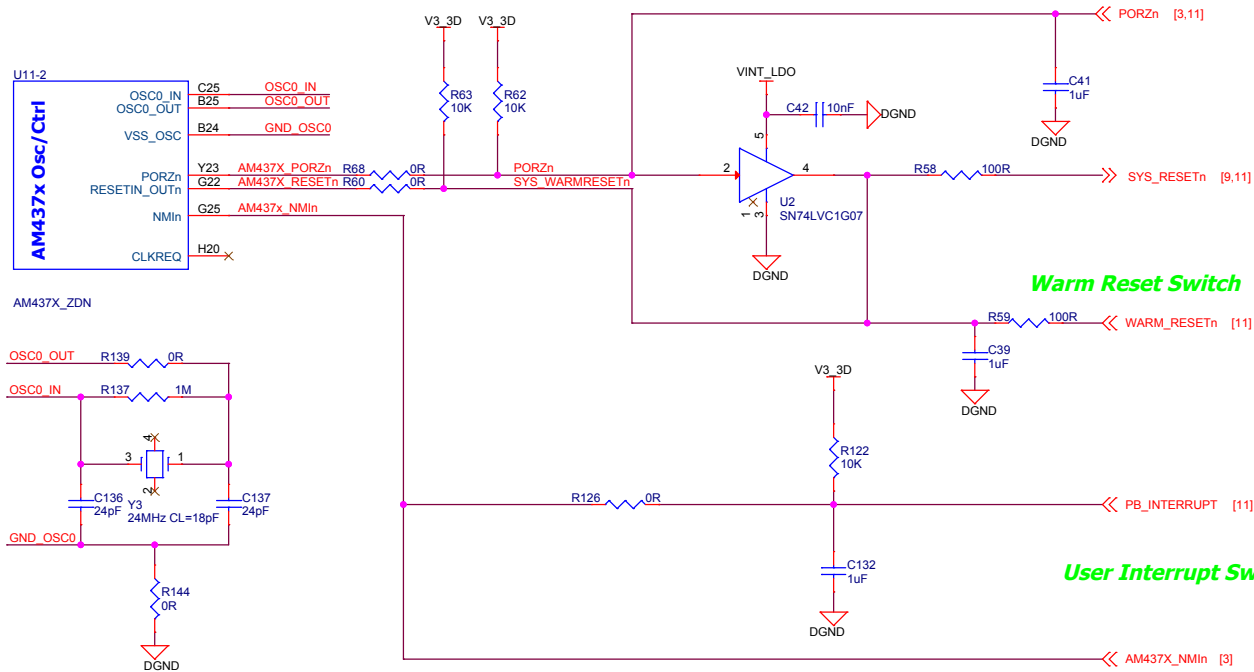 V3_3D
V3_3D
PORZn [3,11]
U11-2
AM437x Osc/Ctrl
OSC0_IN C25 OSC0_IN
OSC0_OUT B25 OSC0_OUT
VSS_OSC B24 GND_OSC0
PORZn Y23 AM437X_PORZn R68 0R PORZn
RESETIN_OUTn G22 AM437X_RESETn R60 0R SYS_WARMRESETn
NMIn G25 AM437x_NMIn
CLKREQ H20
AM437X_ZDN
R63
10K
R62
10K
VINT_LDO
C42 10nF
DGND
5
2
4
1
3
U2
SN74LVC1G07
DGND
C41
1uF
DGND
R58 100R
SYS_RESETn [9,11]
Warm Reset Switch
R59 100R
WARM_RESETn [11]
C39
1uF
DGND
OSC0_OUT R139 0R
OSC0_IN R137 1M
4
3 1
2
Y3
24MHz CL=18pF
C136
24pF
C137
24pF
GND_OSC0
R144
0R
DGND
V3_3D
R122
10K
R126 0R
PB_INTERRUPT [11]
C132
1uF
DGND
User Interrupt Sw
AM437X_NMIn [3]